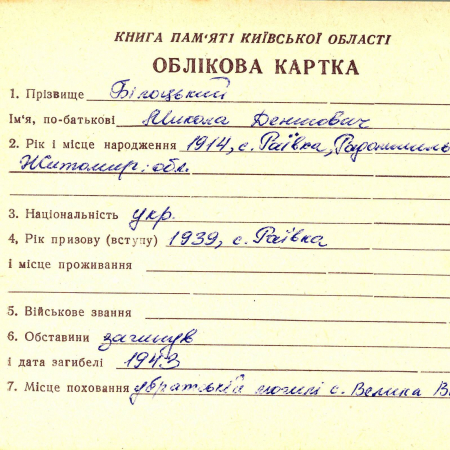 КНИГА ПАМ'ЯТІ КИЇВСЬКОЇ ОБЛАСТІ
ОБЛІКОВА КАРТКА
1. Прізвище Білоцький
Ім'я, по-батькові Микола Денисович
2. Рік і місце народження 1914, с. Раївка, Радомишль
Житомир. обл.
3. Національність укр.
4, Рік призову (вступу) 1939, с. Раївка
і місце проживання
5. Військове звання
6. Обставини загинув
і дата загибелі 1943
7. Місце поховання у братській могилі с. Велика В